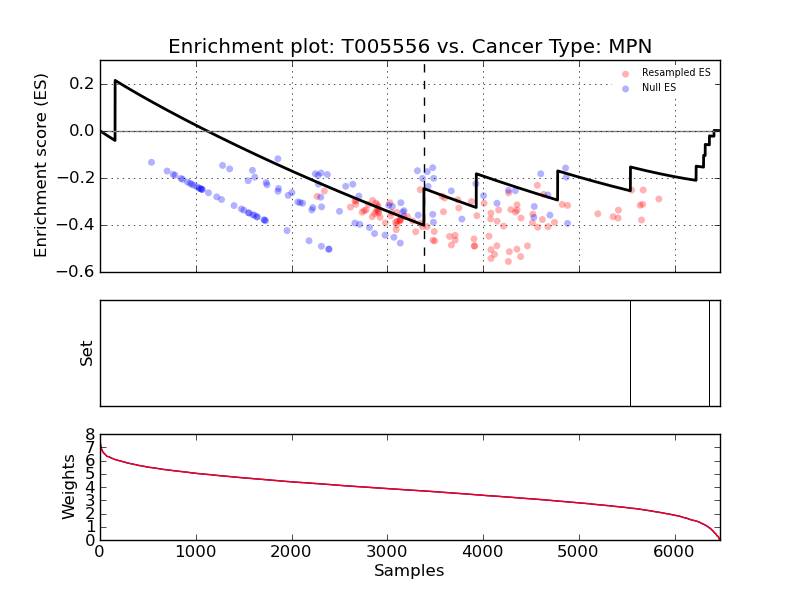 Enrichment plot: T005556 vs. Cancer Type: MPN
Enrichment score (ES)
0.2
0.0
−0.2
−0.4
−0.6
Resampled ES
Null ES
Set
Weights
8
7
6
5
4
3
2
1
0
0 1000 2000 3000 4000 5000 6000
Samples